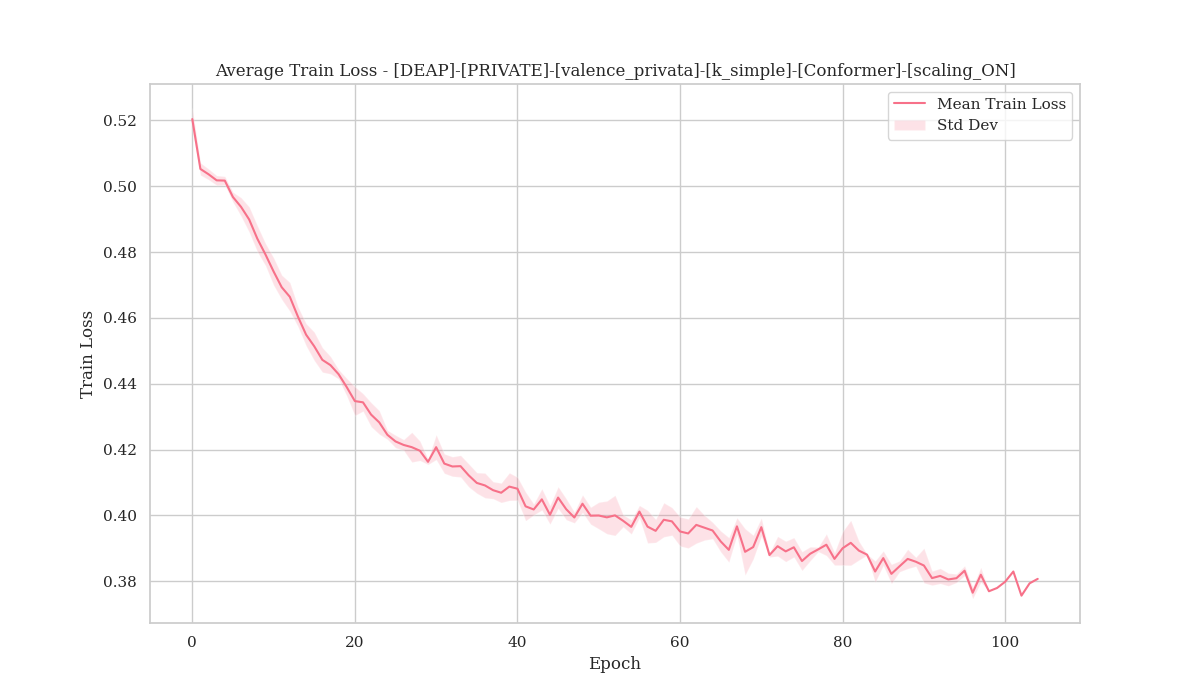 Average Train Loss - [DEAP]-[PRIVATE]-[valence_privata]-[k_simple]-[Conformer]-[scaling_ON]
Mean Train Loss
Std Dev
0.52
0.50
0.48
0.46
0.44
0.42
0.40
0.38
Train Loss
0 20 40 60 80 100
Epoch